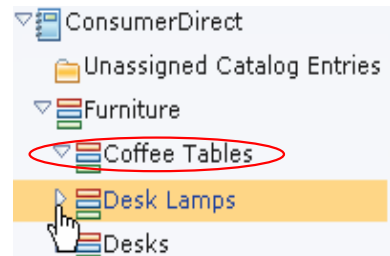 ConsumerDirect
Unassigned Catalog Entries
Furniture
Coffee Tables
Desk Lamps
Desks